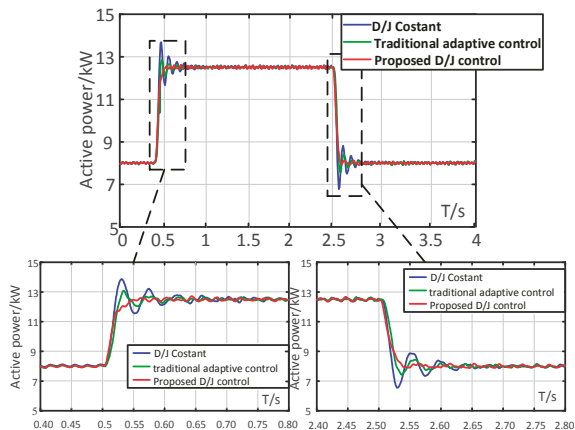 15
13
11
9
7
5
Active power/kW
D/J Costant
Traditional adaptive control
Proposed D/J control
T/s
0 0.5 1 1.5 2 2.5 3 3.5 4
15
13
11
9
7
5
Active power/kW
D/J Costant
traditional adaptive control
Proposed D/J control
T/s
0.40 0.45 0.50 0.55 0.60 0.65 0.70 0.75 0.80
15
13
11
9
7
5
Active power/kW
D/J Costant
traditional adaptive control
Proposed D/J control
T/s
2.40 2.45 2.50 2.55 2.60 2.65 2.70 2.75 2.80